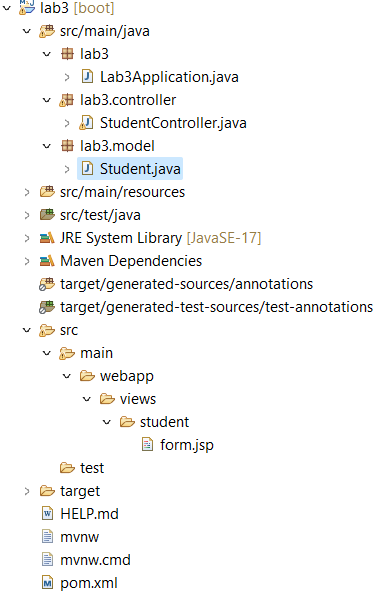 lab3 [boot]
src/main/java
lab3
Lab3Application.java
lab3.controller
StudentController.java
lab3.model
Student.java
src/main/resources
src/test/java
JRE System Library [JavaSE-17]
Maven Dependencies
target/generated-sources/annotations
target/generated-test-sources/test-annotations
src
main
webapp
views
student
form.jsp
test
target
HELP.md
mvnw
mvnw.cmd
pom.xml